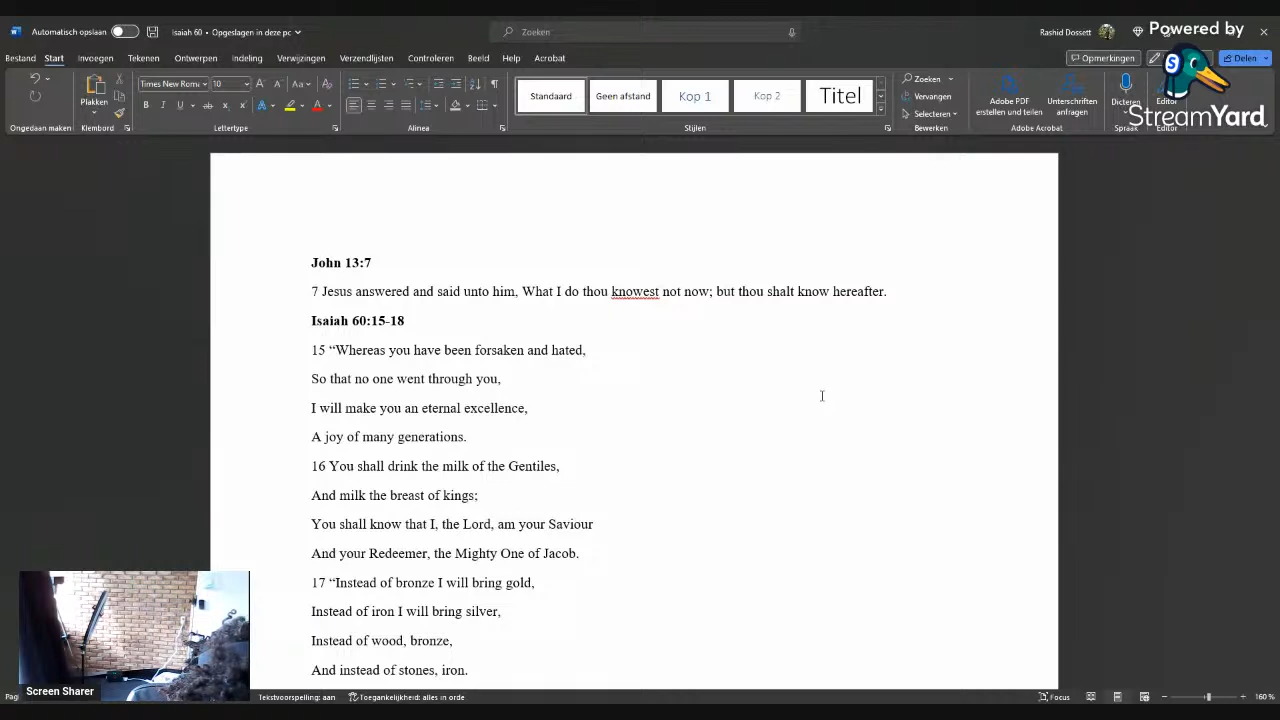 Automatisch opslaan
Isaiah 60 • Opgeslagen in deze pc
Zoeken
Rashid Dossett
Powered by
StreamYard
Bestand Start Invoegen Tekenen Ontwerpen Indeling Verwijzingen Verzendlijsten Controleren Beeld Help Acrobat
Opmerkingen
Delen
Times New Roma
10
Plakken
Standaard
Geen afstand
Kop 1
Kop 2
Titel
Zoeken
Vervangen
Selecteren
Adobe PDF
erstellen und teilen
Unterschriften
anfragen
Dicteren
Editor
Ongedaan maken
Klembord
Lettertype
Alinea
Stijlen
Bewerken
Adobe Acrobat
Spraak
Editor
John 13:7
7 Jesus answered and said unto him, What I do thou knowest not now; but thou shalt know hereafter.
Isaiah 60:15-18
15 “Whereas you have been forsaken and hated,
So that no one went through you,
I will make you an eternal excellence,
A joy of many generations.
16 You shall drink the milk of the Gentiles,
And milk the breast of kings;
You shall know that I, the Lord, am your Saviour
And your Redeemer, the Mighty One of Jacob.
17 “Instead of bronze I will bring gold,
Instead of iron I will bring silver,
Instead of wood, bronze,
And instead of stones, iron.
Screen Sharer
Tekstvoorspelling: aan
Toegankelijkheid: alles in orde
Focus
160 %